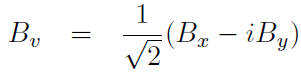 B_v = \frac{1}{\sqrt{2}}(B_x - iB_y)